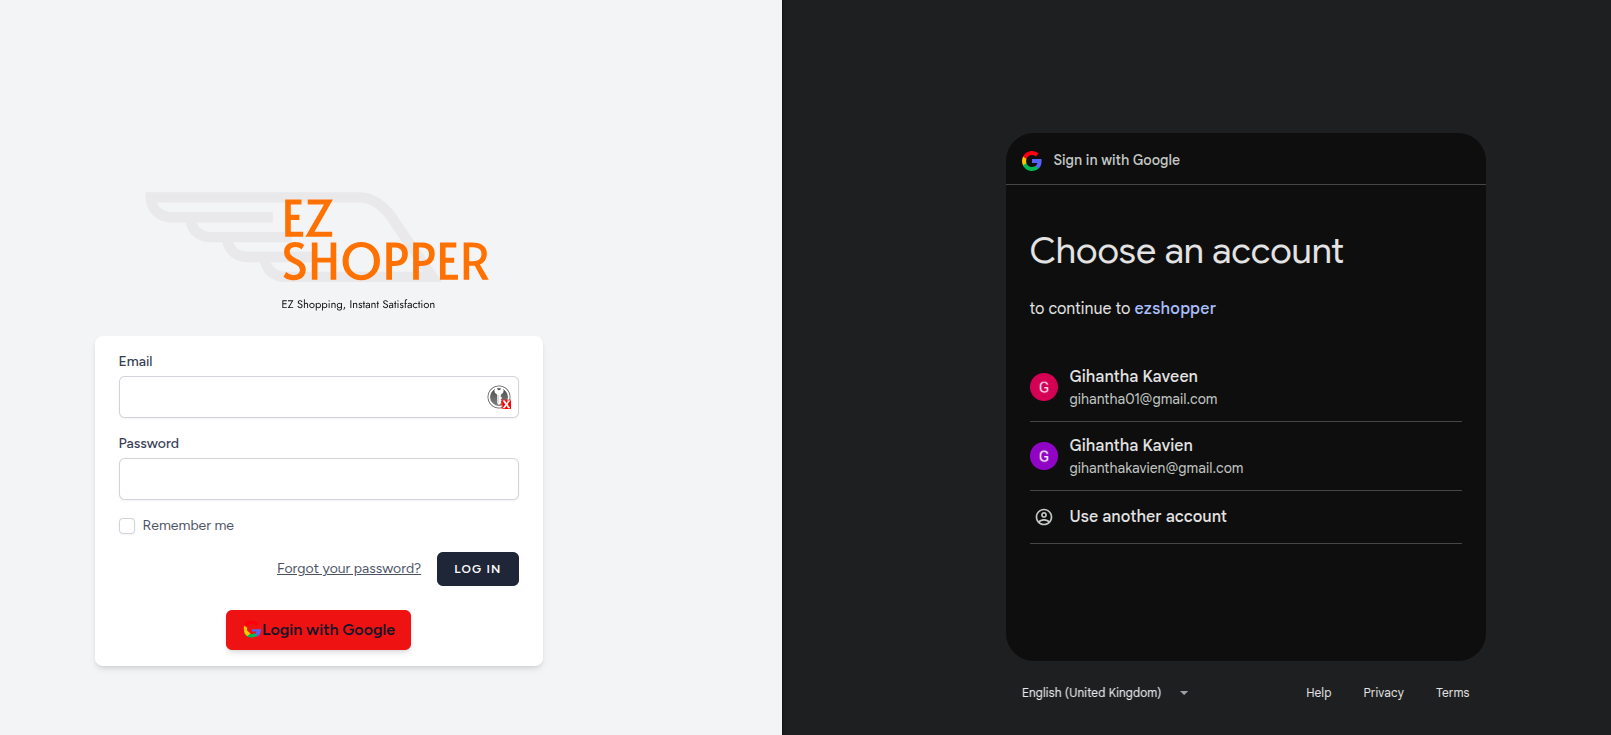 EZ
SHOPPER
EZ Shopping, Instant Satisfaction
Email
Password
Remember me
Forgot your password?
LOG IN
Login with Google
Sign in with Google
Choose an account
to continue to ezshopper
G
Gihantha Kaveen
gihantha01@gmail.com
G
Gihantha Kavien
gihanthakavien@gmail.com
Use another account
English (United Kingdom)
Help
Privacy
Terms